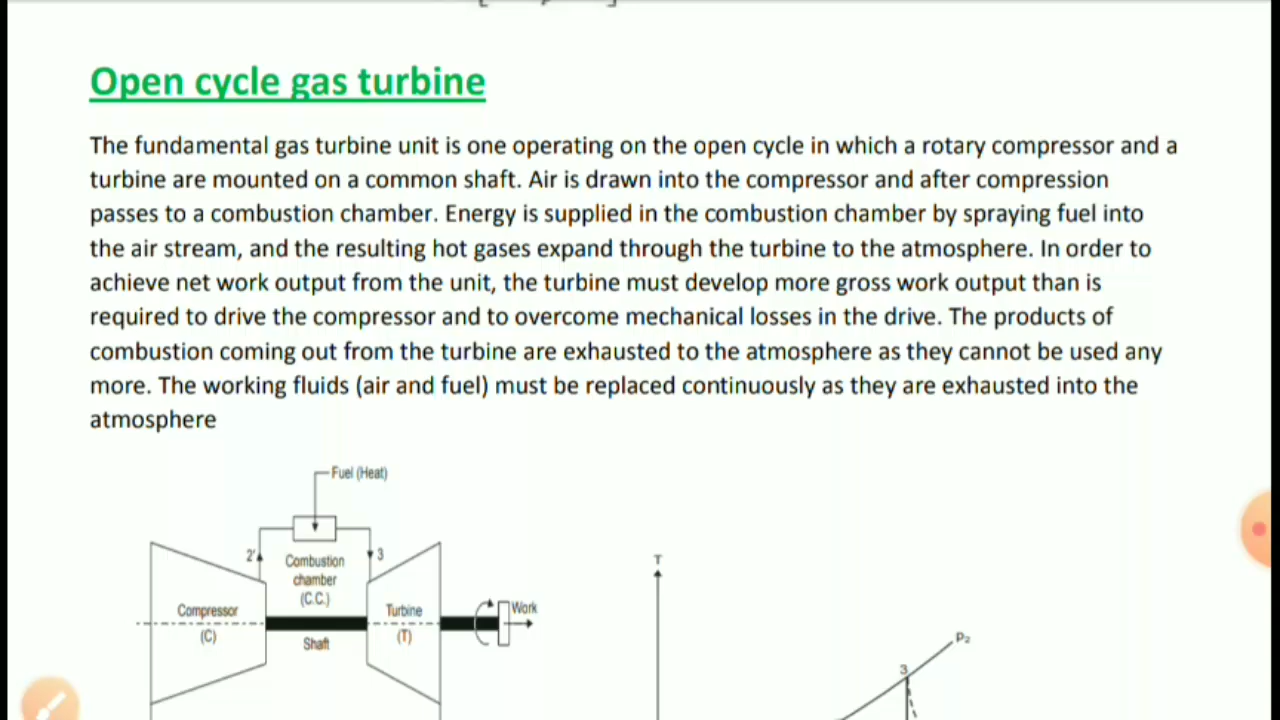 Open cycle gas turbine
The fundamental gas turbine unit is one operating on the open cycle in which a rotary compressor and a
turbine are mounted on a common shaft. Air is drawn into the compressor and after compression
passes to a combustion chamber. Energy is supplied in the combustion chamber by spraying fuel into
the air stream, and the resulting hot gases expand through the turbine to the atmosphere. In order to
achieve net work output from the unit, the turbine must develop more gross work output than is
required to drive the compressor and to overcome mechanical losses in the drive. The products of
combustion coming out from the turbine are exhausted to the atmosphere as they cannot be used any
more. The working fluids (air and fuel) must be replaced continuously as they are exhausted into the
atmosphere
Fuel (Heat)
2'
3
Combustion
chamber
(C.C.)
Compressor
(C)
Shaft
Turbine
(T)
Work
T
P₂
3